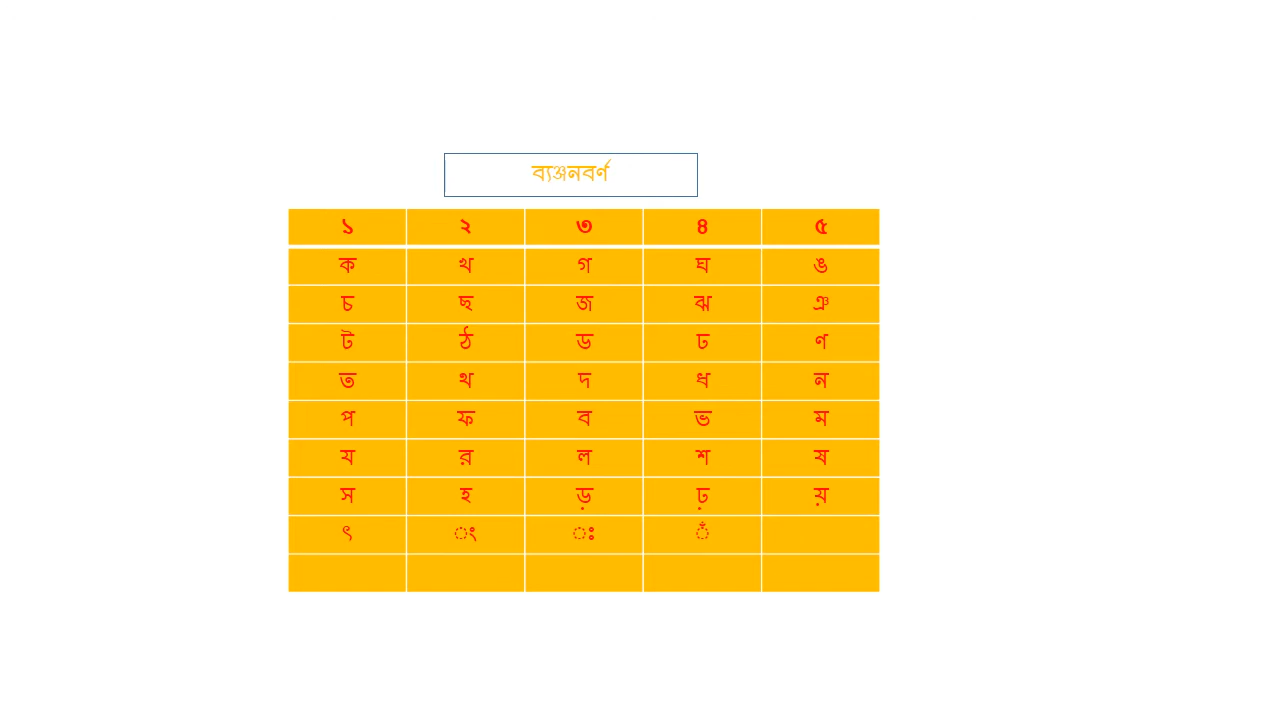 ব্যঞ্জনবর্ণ
১ ২ ৩ ৪ ৫
ক খ গ ঘ ঙ
চ ছ জ ঝ ঞ
ট ঠ ড ঢ ণ
ত থ দ ধ ন
প ফ ব ভ ম
য র ল শ ষ
স হ ড় ঢ় য়
ৎ ং ঃ ঁ